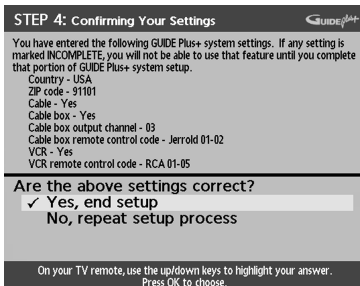 STEP 4: Confirming Your Settings
GUIDE Plus+
You have entered the following GUIDE Plus+ system settings. If any setting is
marked INCOMPLETE, you will not be able to use that feature until you complete
that portion of GUIDE Plus+ system setup.
Country - USA
ZIP code - 91101
Cable - Yes
Cable box - Yes
Cable box output channel - 03
Cable box remote control code - Jerrold 01-02
VCR - Yes
VCR remote control code - RCA 01-05
Are the above settings correct?
✓ Yes, end setup
No, repeat setup process
On your TV remote, use the up/down keys to highlight your answer.
Press OK to choose.